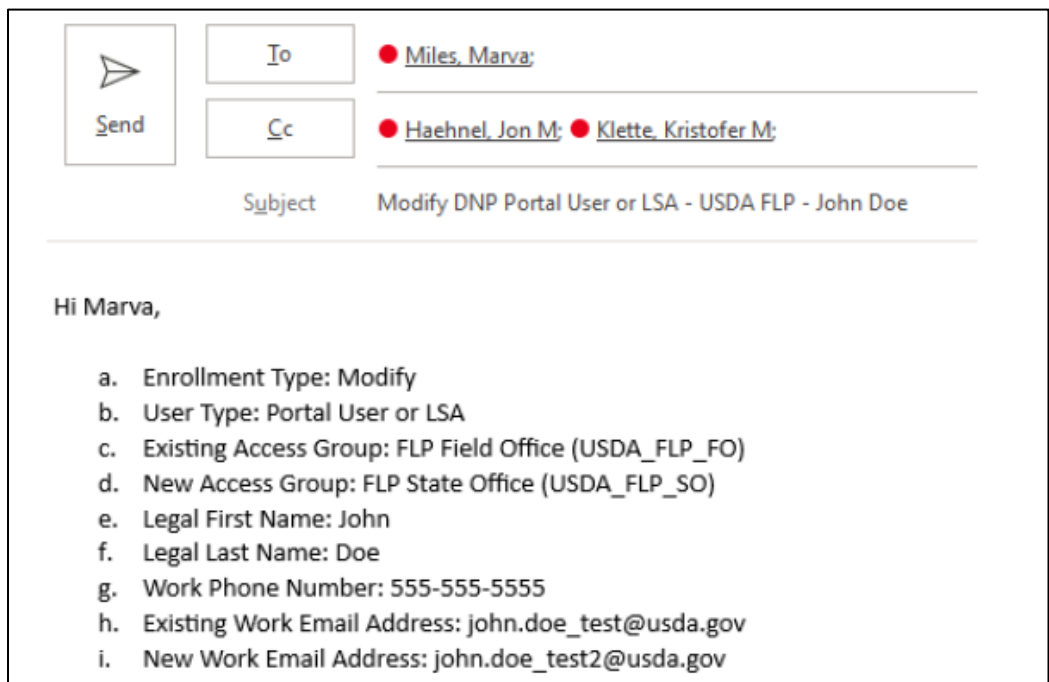 To
Miles, Marva;
Send
Cc
Haehnel, Jon M; Klette, Kristofer M;
Subject
Modify DNP Portal User or LSA - USDA FLP - John Doe
Hi Marva,
a. Enrollment Type: Modify
b. User Type: Portal User or LSA
c. Existing Access Group: FLP Field Office (USDA_FLP_FO)
d. New Access Group: FLP State Office (USDA_FLP_SO)
e. Legal First Name: John
f. Legal Last Name: Doe
g. Work Phone Number: 555-555-5555
h. Existing Work Email Address: john.doe_test@usda.gov
i. New Work Email Address: john.doe_test2@usda.gov